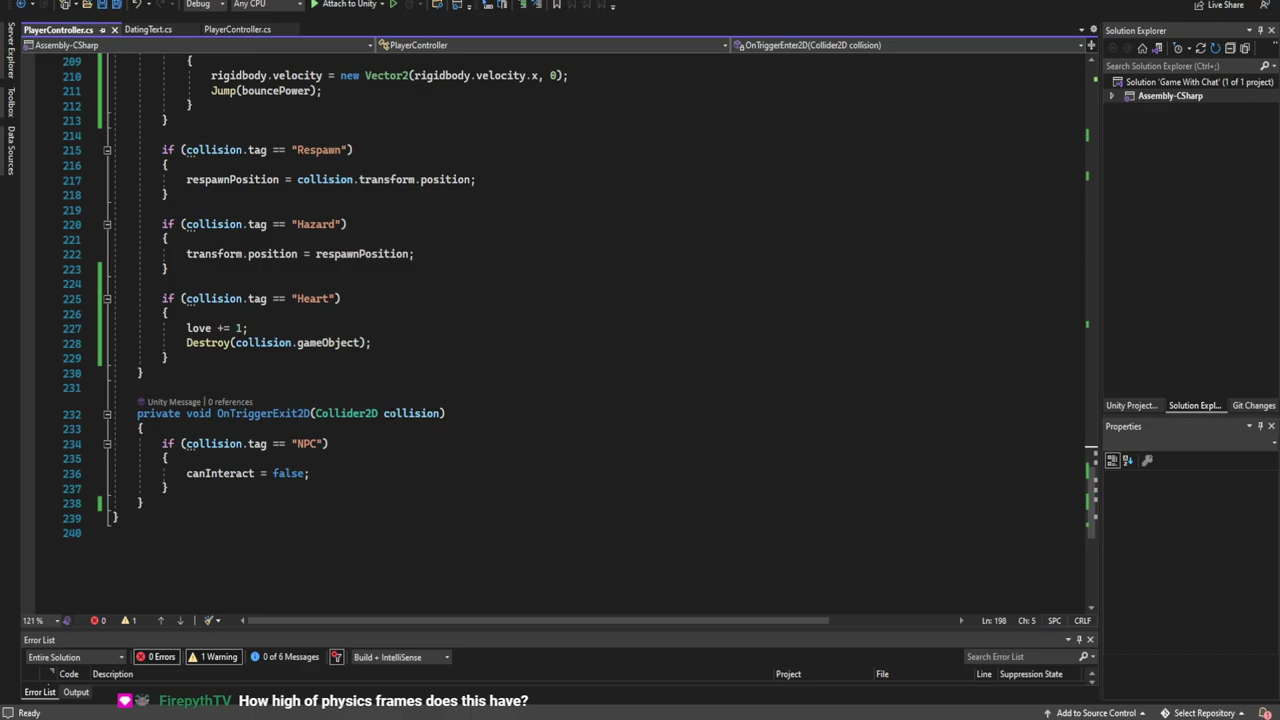 Debug
Any CPU
Attach to Unity
Live Share
PlayerController.cs
DatingText.cs
PlayerController.cs
Assembly-CSharp
PlayerController
OnTriggerEnter2D(Collider2D collision)
Server Explorer
Toolbox
Data Sources
209 {
210 rigidbody.velocity = new Vector2(rigidbody.velocity.x, 0);
211 Jump(bouncePower);
212 }
213 }
214
215 if (collision.tag == "Respawn")
216 {
217 respawnPosition = collision.transform.position;
218 }
219
220 if (collision.tag == "Hazard")
221 {
222 transform.position = respawnPosition;
223 }
224
225 if (collision.tag == "Heart")
226 {
227 love += 1;
228 Destroy(collision.gameObject);
229 }
230 }
231
Unity Message | 0 references
232 private void OnTriggerExit2D(Collider2D collision)
233 {
234 if (collision.tag == "NPC")
235 {
236 canInteract = false;
237 }
238 }
239 }
240
Solution Explorer
Search Solution Explorer (Ctrl+;)
Solution 'Game With Chat' (1 of 1 project)
Assembly-CSharp
Unity Project... Solution Expl... Git Changes
Properties
121 % 0 1 Ln: 198 Ch: 5 SPC CRLF
Error List
Entire Solution 0 Errors 1 Warning 0 of 6 Messages Build + IntelliSense Search Error List
Code Description Project File Line Suppression State
Error List Output
FirepythTV How high of physics frames does this have?
Ready Add to Source Control Select Repository